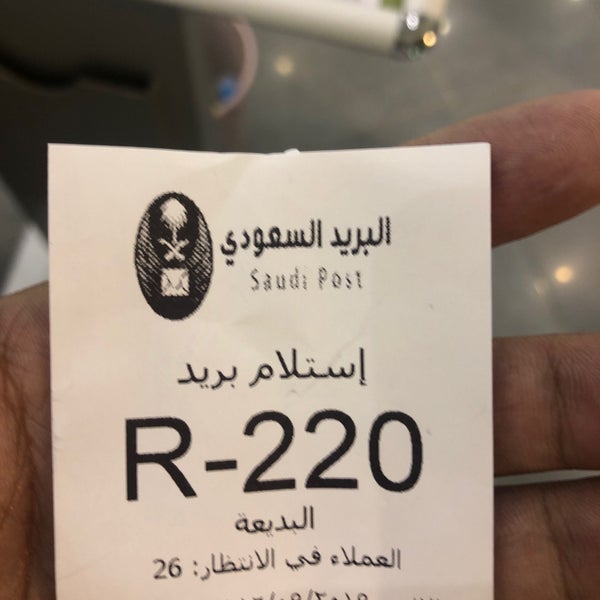 البريد السعودي
Saudi Post
إستلام بريد
R-220
البديعة
العملاء في الانتظار: 26